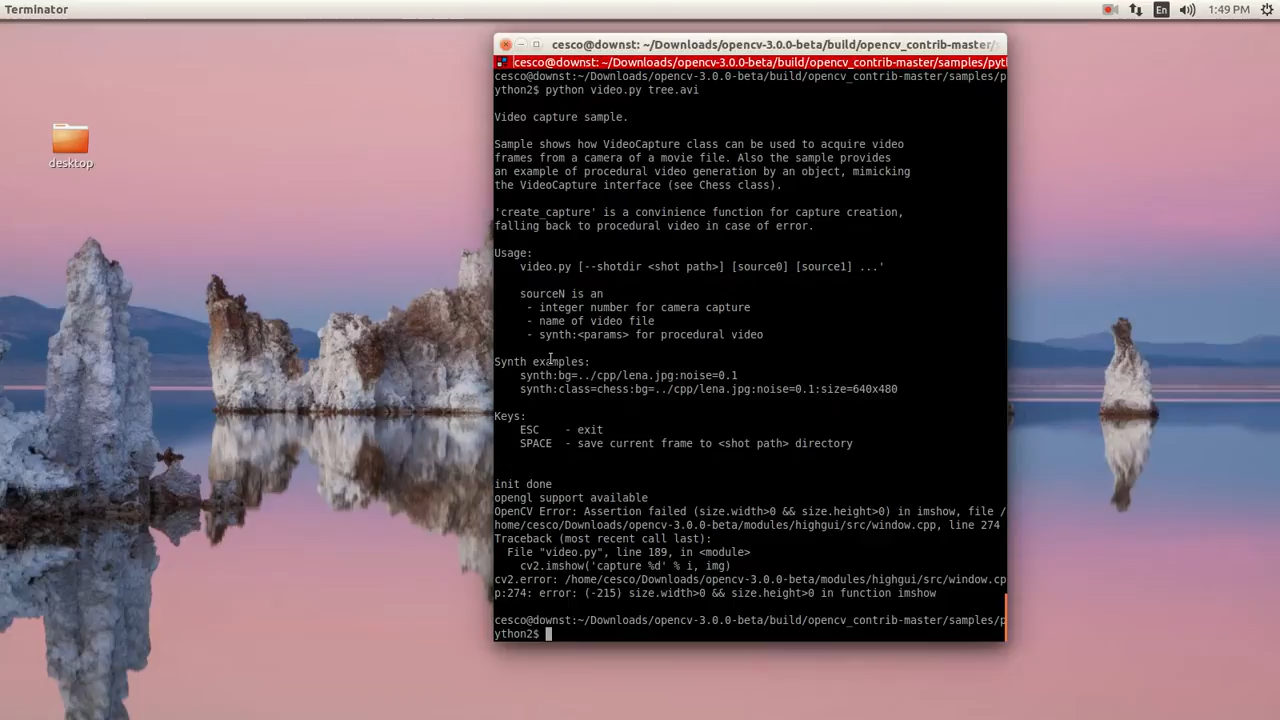 Terminator
En
1:49 PM
desktop
cesco@downst: ~/Downloads/opencv-3.0.0-beta/build/opencv_contrib-master/
cesco@downst: ~/Downloads/opencv-3.0.0-beta/build/opencv_contrib-master/samples/pyt
cesco@downst:~/Downloads/opencv-3.0.0-beta/build/opencv_contrib-master/samples/p
ython2$ python video.py tree.avi
Video capture sample.
Sample shows how VideoCapture class can be used to acquire video
frames from a camera of a movie file. Also the sample provides
an example of procedural video generation by an object, mimicking
the VideoCapture interface (see Chess class).
'create_capture' is a convinience function for capture creation,
falling back to procedural video in case of error.
Usage:
video.py [--shotdir <shot path>] [source0] [source1] ...'
sourceN is an
- integer number for camera capture
- name of video file
- synth:<params> for procedural video
Synth examples:
synth:bg=../cpp/lena.jpg:noise=0.1
synth:class=chess:bg=../cpp/lena.jpg:noise=0.1:size=640x480
Keys:
ESC - exit
SPACE - save current frame to <shot path> directory
init done
opengl support available
OpenCV Error: Assertion failed (size.width>0 && size.height>0) in imshow, file /
home/cesco/Downloads/opencv-3.0.0-beta/modules/highgui/src/window.cpp, line 274
Traceback (most recent call last):
File "video.py", line 189, in <module>
cv2.imshow('capture %d' % i, img)
cv2.error: /home/cesco/Downloads/opencv-3.0.0-beta/modules/highgui/src/window.cp
p:274: error: (-215) size.width>0 && size.height>0 in function imshow
cesco@downst:~/Downloads/opencv-3.0.0-beta/build/opencv_contrib-master/samples/p
ython2$